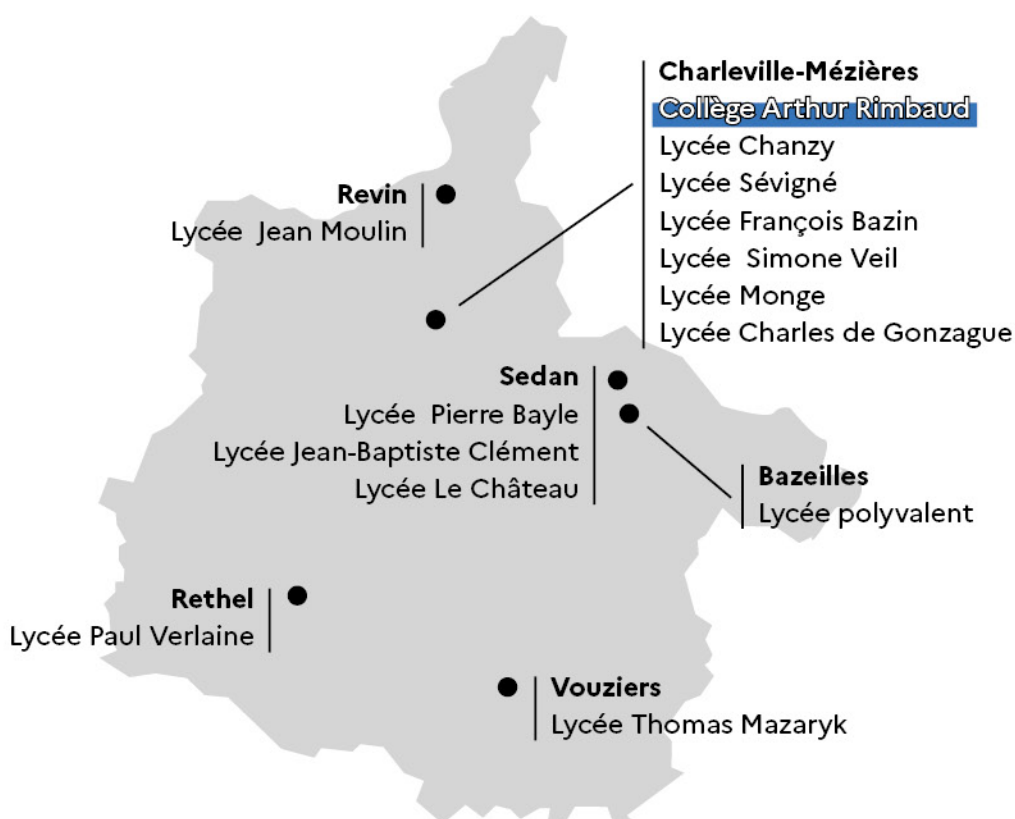 Charleville-Mézières
Collège Arthur Rimbaud
Lycée Chanzy
Lycée Sévigné
Lycée François Bazin
Lycée Simone Veil
Lycée Monge
Lycée Charles de Gonzague
Revin
Lycée Jean Moulin
Sedan
Lycée Pierre Bayle
Lycée Jean-Baptiste Clément
Lycée Le Château
Bazeilles
Lycée polyvalent
Rethel
Lycée Paul Verlaine
Vouziers
Lycée Thomas Mazaryk